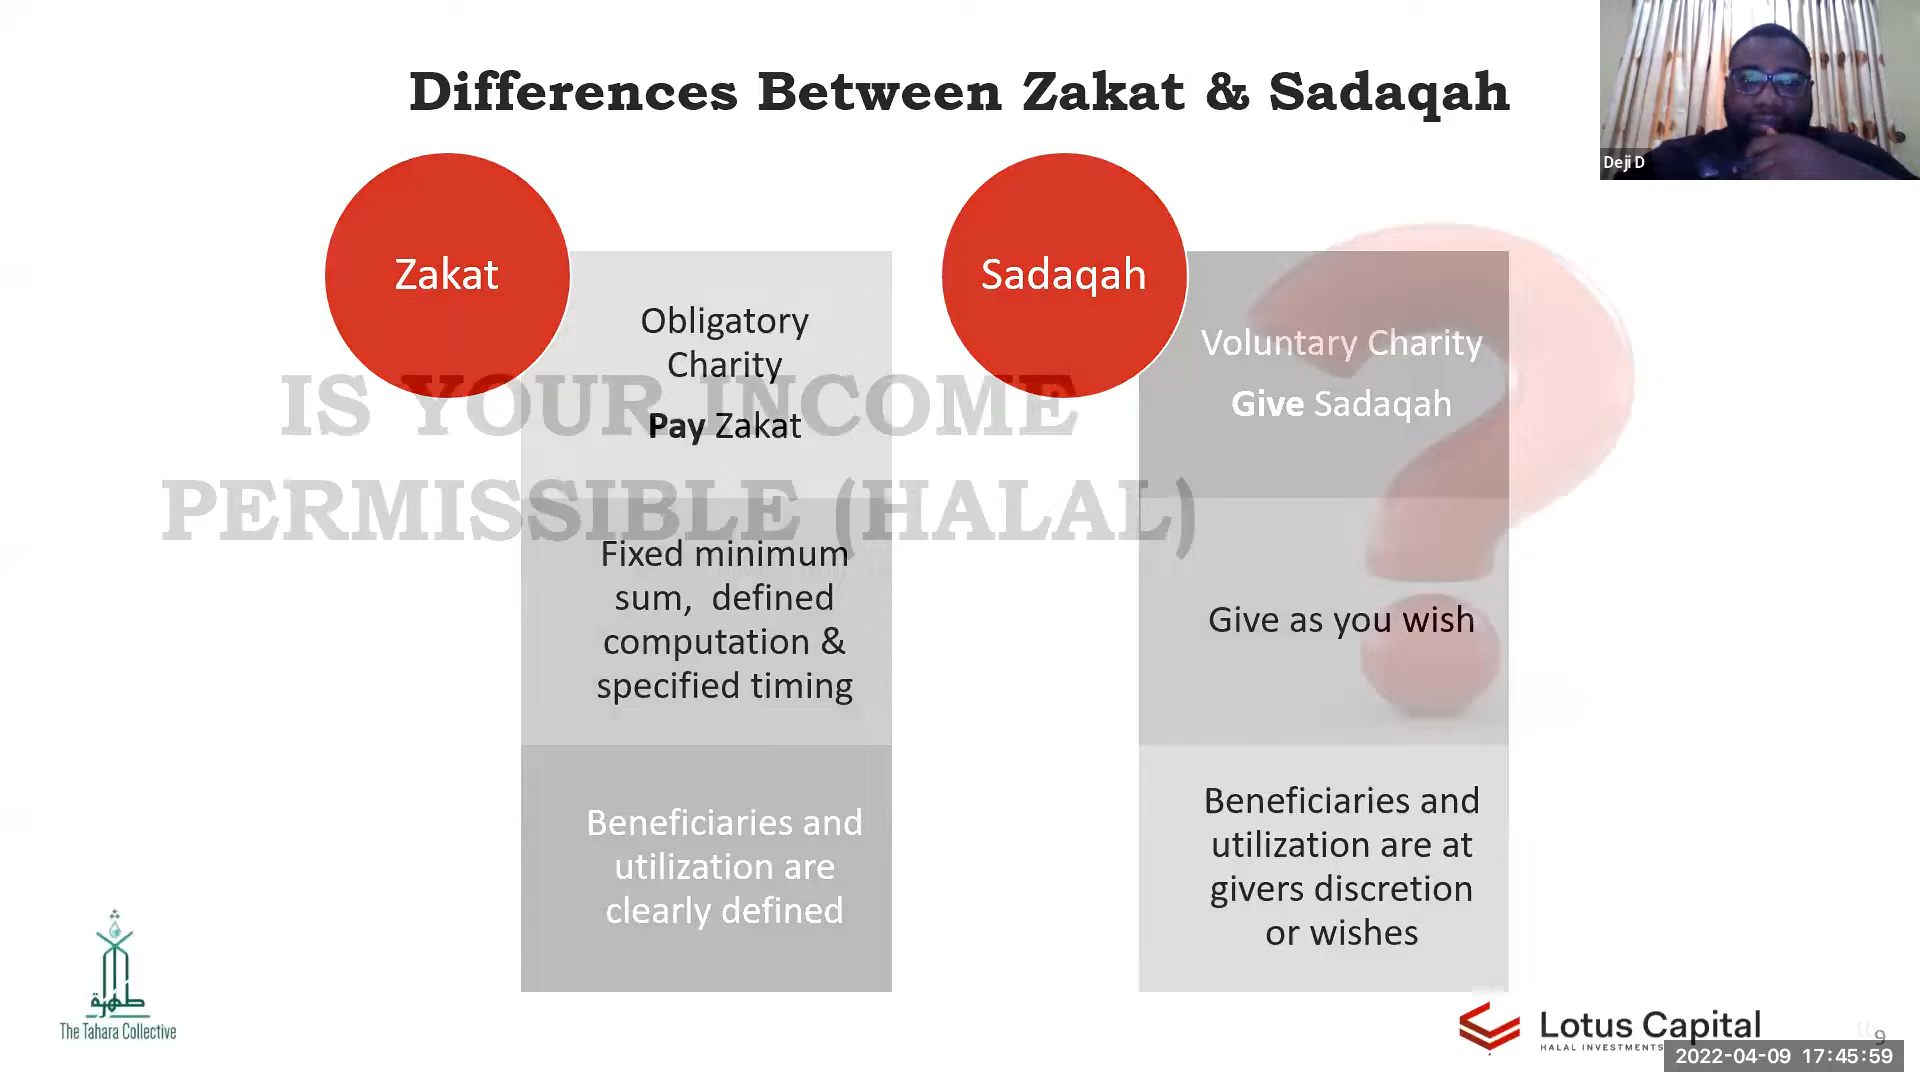 Differences Between Zakat & Sadaqah
Deji D
Zakat
Obligatory
Charity
Pay Zakat
Fixed minimum
sum, defined
computation &
specified timing
Beneficiaries and
utilization are
clearly defined
Sadaqah
Voluntary Charity
Give Sadaqah
Give as you wish
Beneficiaries and
utilization are at
givers discretion
or wishes
IS YOUR INCOME
PERMISSIBLE (HALAL)
?
طهرة
The Tahara Collective
Lotus Capital
HALAL INVESTMENTS
9
2022-04-09 17:45:59